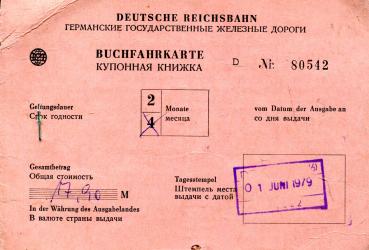 DEUTSCHE REICHSBAHN
ГЕРМАНСКИЕ ГОСУДАРСТВЕННЫЕ ЖЕЛЕЗНЫЕ ДОРОГИ
BUCHFAHRKARTE
КУПОННАЯ КНИЖКА
D № 80542
Geltungsdauer
Срок годности
2
4
Monate
месяца
vom Datum der Ausgabe an
со дня выдачи
Gesamtbetrag
Общая стоимость
17,90 M
In der Währung des Ausgabelandes
В валюте страны выдачи
Tagesstempel
Штемпель места
выдачи с датой
01 JUNI 1979